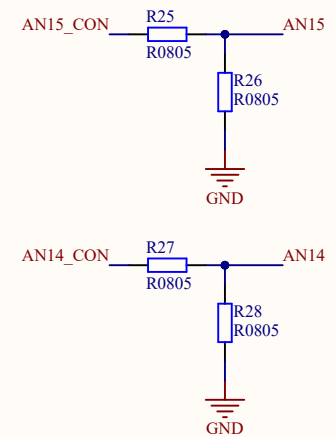 R25
AN15_CON
AN15
R0805
R26
R0805
GND
R27
AN14_CON
AN14
R0805
R28
R0805
GND